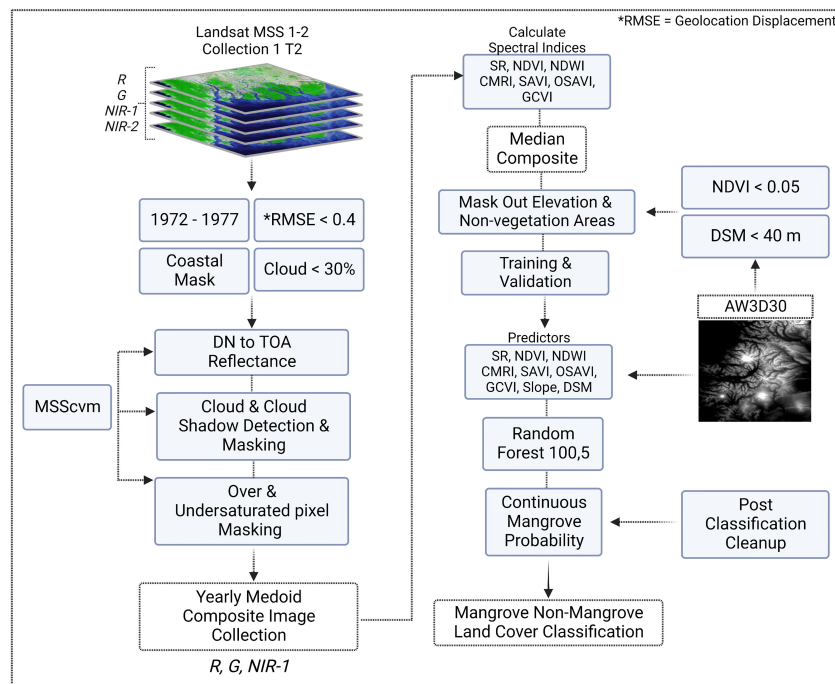 *RMSE = Geolocation Displacement
Landsat MSS 1-2
Collection 1 T2
R
G
NIR-1
NIR-2
1972 - 1977
*RMSE < 0.4
Coastal
Mask
Cloud < 30%
DN to TOA
Reflectance
MSScvm
Cloud & Cloud
Shadow Detection &
Masking
Over &
Undersaturated pixel
Masking
Yearly Medoid
Composite Image
Collection
R, G, NIR-1
Calculate
Spectral Indices
SR, NDVI, NDWI
CMRI, SAVI, OSAVI,
GCVI
Median
Composite
Mask Out Elevation &
Non-vegetation Areas
NDVI < 0.05
DSM < 40 m
AW3D30
Training &
Validation
Predictors
SR, NDVI, NDWI
CMRI, SAVI, OSAVI,
GCVI, Slope, DSM
Random
Forest 100,5
Continuous
Mangrove
Probability
Post
Classification
Cleanup
Mangrove Non-Mangrove
Land Cover Classification